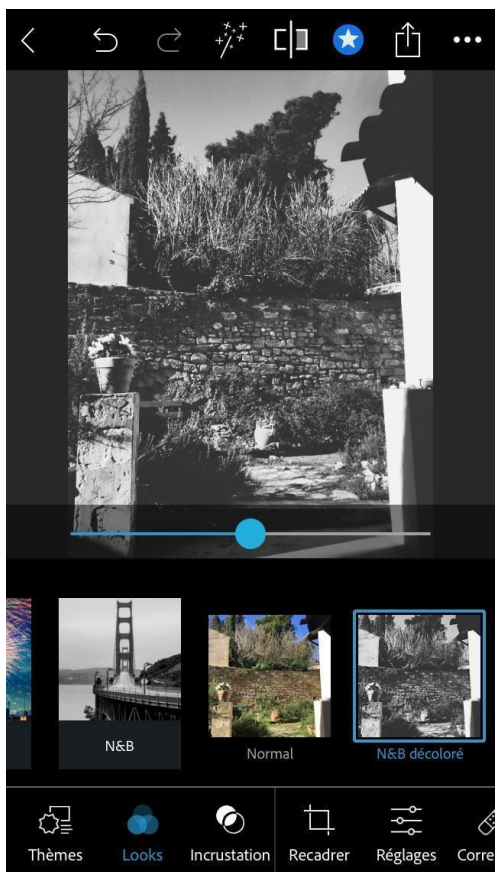 N&B
Normal
N&B décoloré
Thèmes
Looks
Incrustation
Recadrer
Réglages
Corre